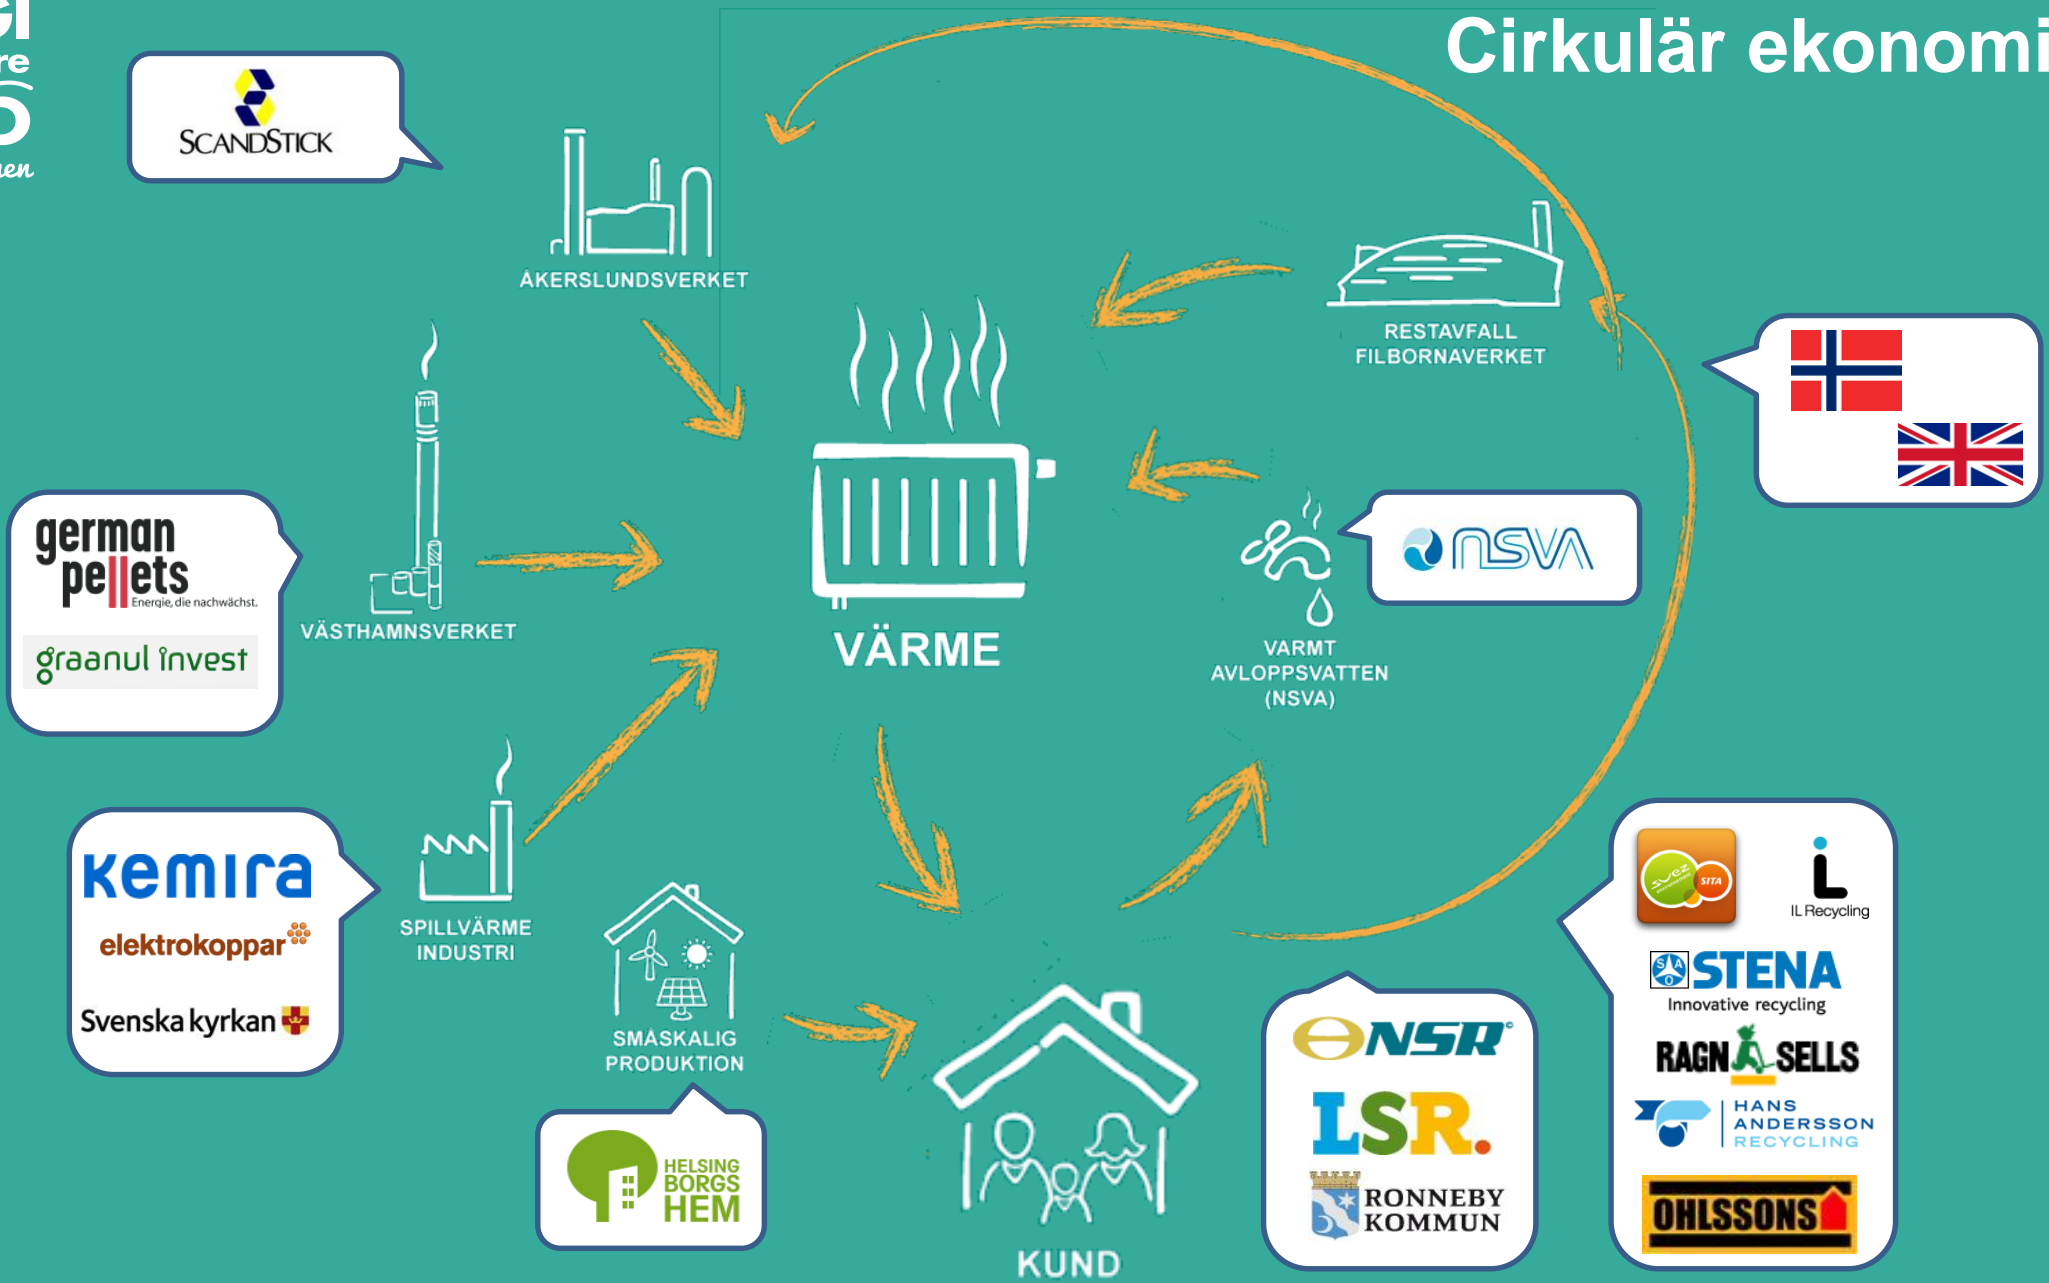 Cirkulär ekonomi
SCANDSTICK
ÅKERSLUNDSVERKET
RESTAVFALL
FILBORNAVERKET
german
pellets
Energie, die nachwächst.
graanul invest
VÄSTHAMNSVERKET
VÄRME
nsva
VARMT
AVLOPPSVATTEN
(NSVA)
kemira
elektrokoppar
Svenska kyrkan
SPILLVÄRME
INDUSTRI
SMÅSKALIG
PRODUKTION
HELSING
BORGS
HEM
KUND
NSR
LSR.
RONNEBY
KOMMUN
suez
SITA
IL Recycling
STENA
Innovative recycling
RAGN SELLS
HANS
ANDERSSON
RECYCLING
OHLSSONS